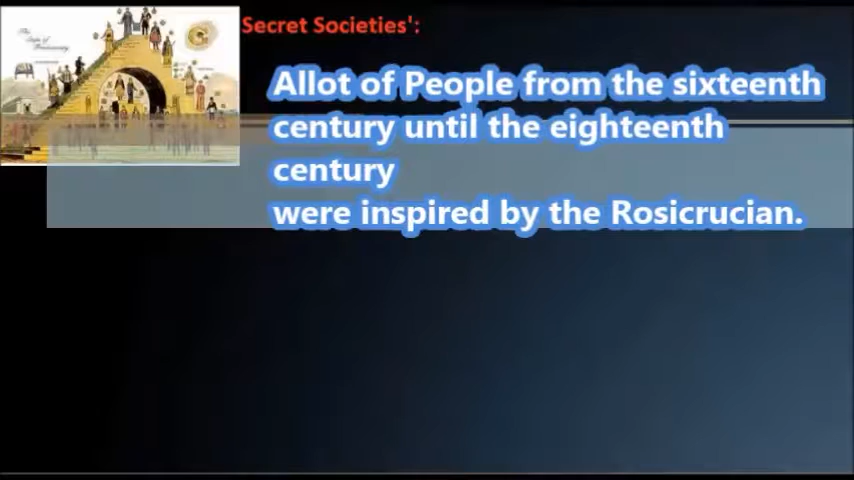 Secret Societies':
Allot of People from the sixteenth
century until the eighteenth
century
were inspired by the Rosicrucian.